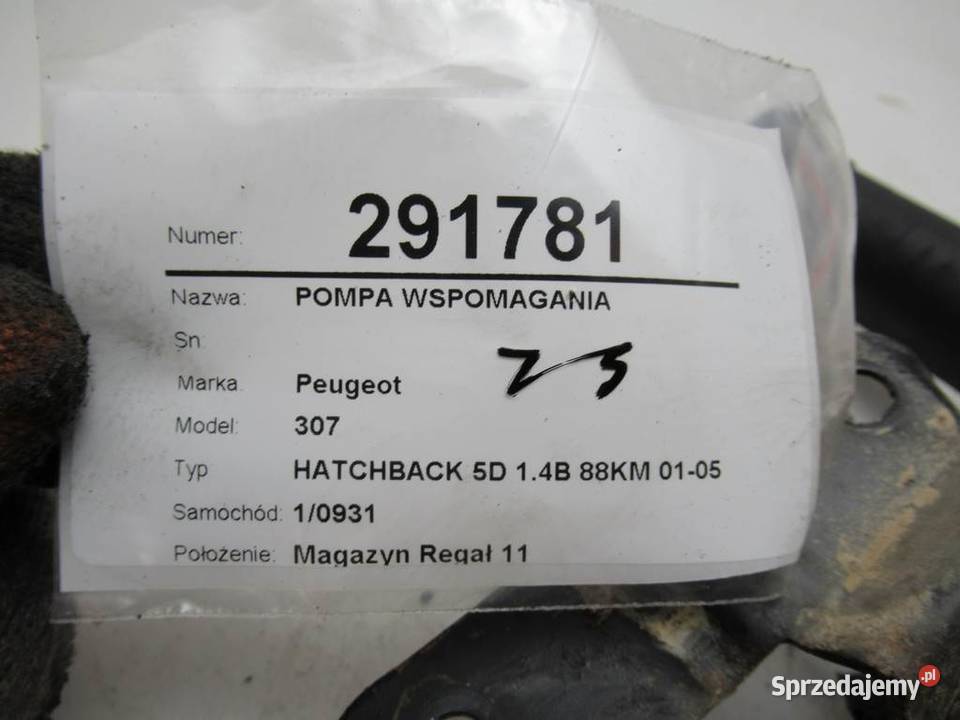 Numer: 291781
Nazwa: POMPA WSPOMAGANIA
Sn
Marka Peugeot
Model: 307
Typ HATCHBACK 5D 1.4B 88KM 01-05
Samochód: 1/0931
Położenie: Magazyn Regał 11
Sprzedajemy.pl